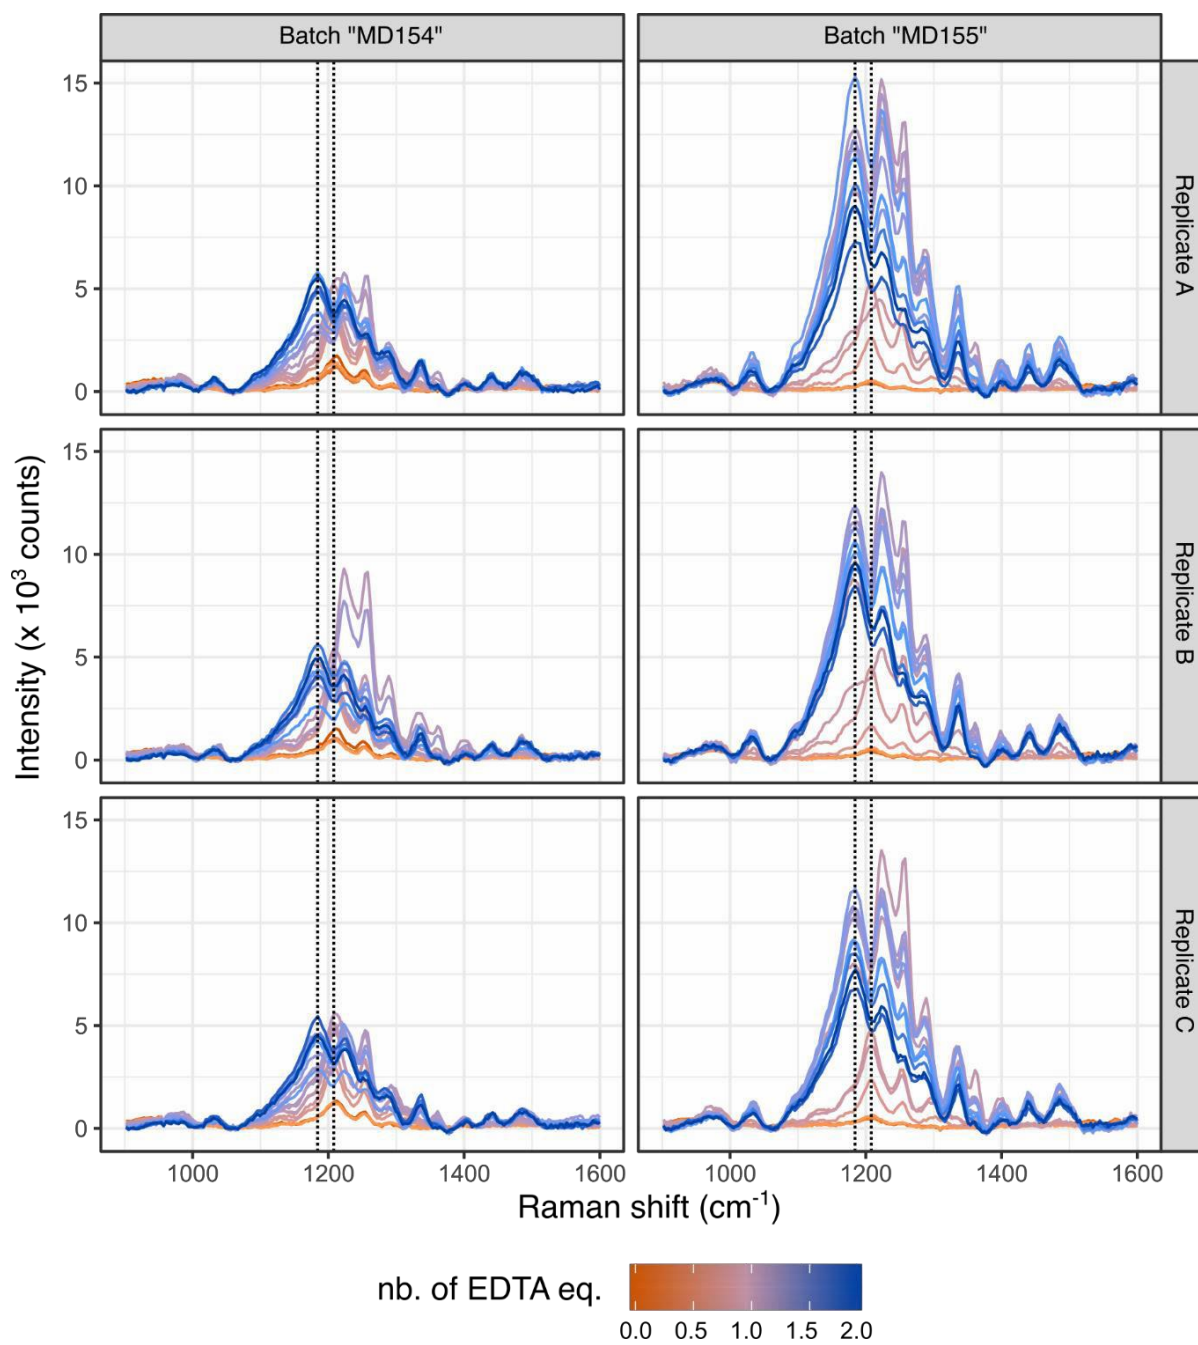 Batch "MD154"
Batch "MD155"
15
10
5
0
Replicate A
15
10
5
0
Replicate B
15
10
5
0
Replicate C
Intensity (x 10³ counts)
1000 1200 1400 1600
1000 1200 1400 1600
Raman shift (cm⁻¹)
nb. of EDTA eq.
0.0 0.5 1.0 1.5 2.0